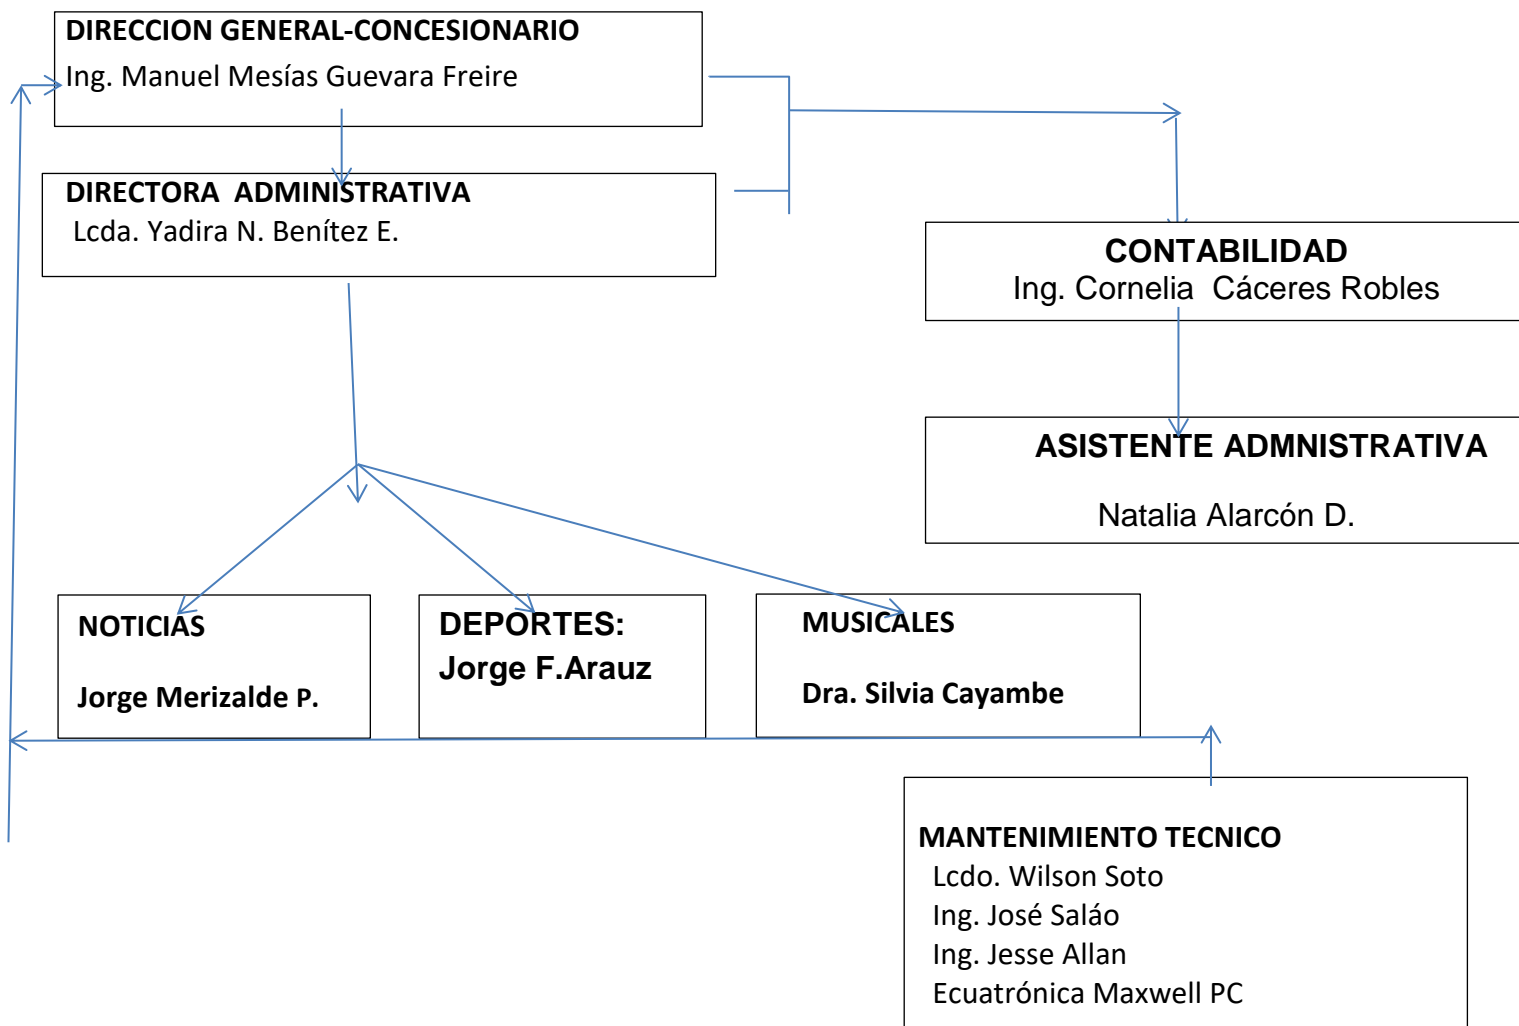 DIRECCION GENERAL-CONCESIONARIO
Ing. Manuel Mesías Guevara Freire
DIRECTORA  ADMINISTRATIVA
Lcda. Yadira N. Benítez E.
CONTABILIDAD
Ing. Cornelia  Cáceres Robles
ASISTENTE ADMNISTRATIVA
Natalia Alarcón D.
NOTICIAS
Jorge Merizalde P.
DEPORTES:
Jorge F.Arauz
MUSICALES
Dra. Silvia Cayambe
MANTENIMIENTO TECNICO
Lcdo. Wilson Soto
Ing. José Saláo
Ing. Jesse Allan
Ecuatrónica Maxwell PC